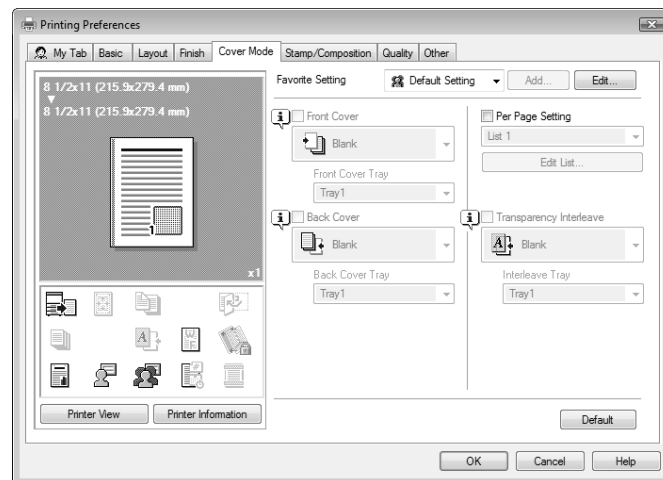 Printing Preferences
My Tab Basic Layout Finish Cover Mode Stamp/Composition Quality Other
8 1/2x11 (215.9x279.4 mm)
8 1/2x11 (215.9x279.4 mm)
1
x1
Printer View Printer Information
Favorite Setting Default Setting Add... Edit...
Front Cover
Blank
Front Cover Tray
Tray1
Back Cover
Blank
Back Cover Tray
Tray1
Per Page Setting
List 1
Edit List...
Transparency Interleave
A Blank
Interleave Tray
Tray1
Default
OK Cancel Help